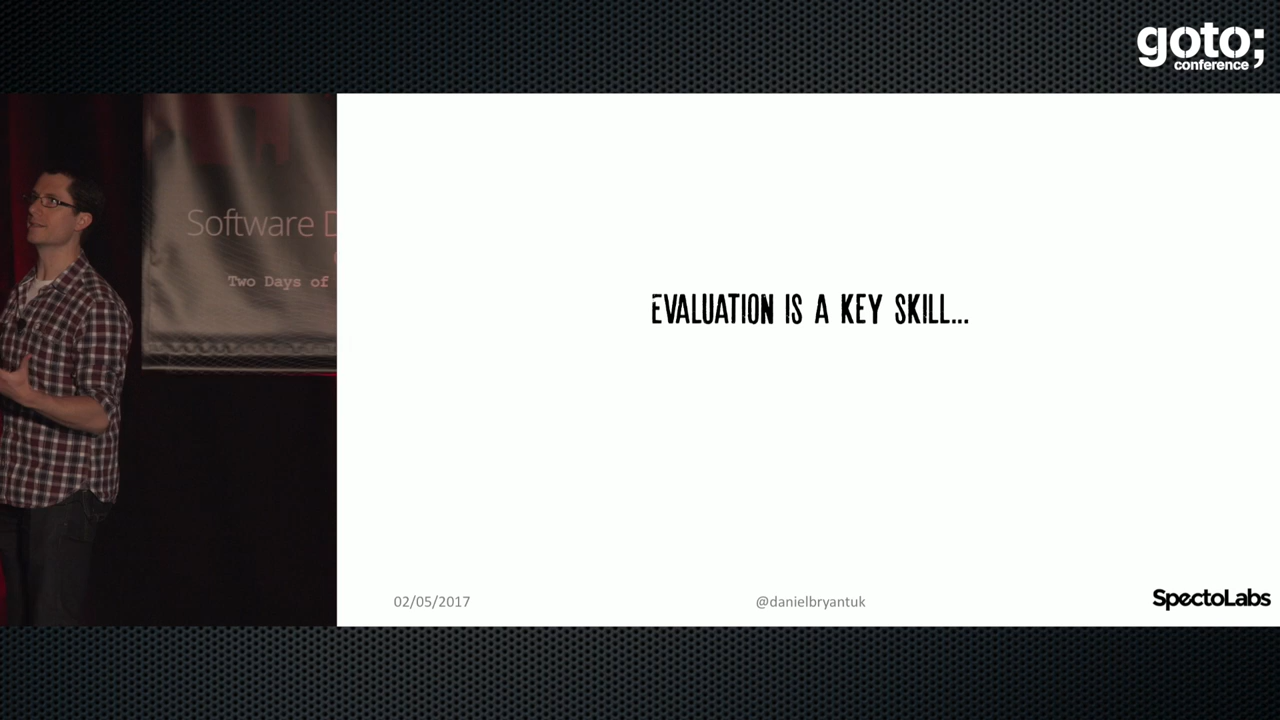 goto;
conference
Software D
Two Days of
EVALUATION IS A KEY SKILL...
02/05/2017
@danielbryantuk
SpectoLabs